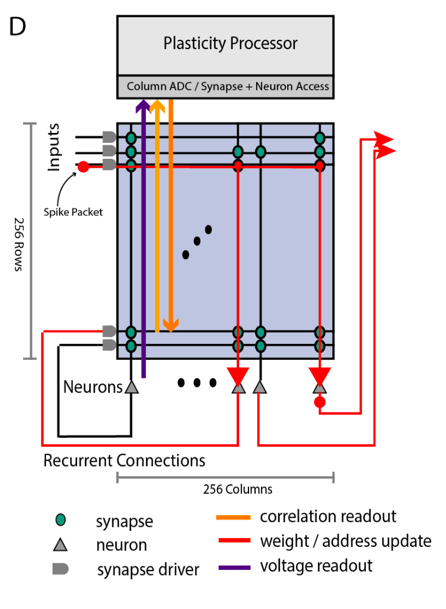 D
Plasticity Processor
Column ADC / Synapse + Neuron Access
Inputs
Spike Packet
256 Rows
Neurons
Recurrent Connections
256 Columns
synapse
neuron
synapse driver
correlation readout
weight / address update
voltage readout